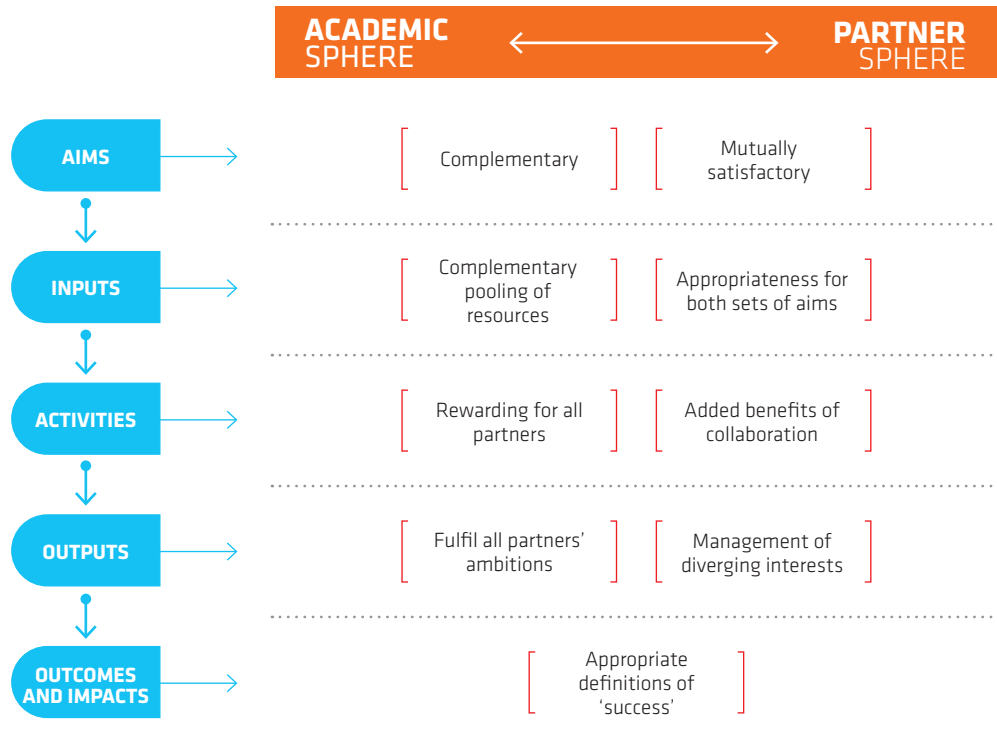 ACADEMIC
SPHERE
PARTNER
SPHERE
AIMS
Complementary
Mutually
satisfactory
INPUTS
Complementary
pooling of
resources
Appropriateness for
both sets of aims
ACTIVITIES
Rewarding for all
partners
Added benefits of
collaboration
OUTPUTS
Fulfil all partners’
ambitions
Management of
diverging interests
OUTCOMES
AND IMPACTS
Appropriate
definitions of
‘success’